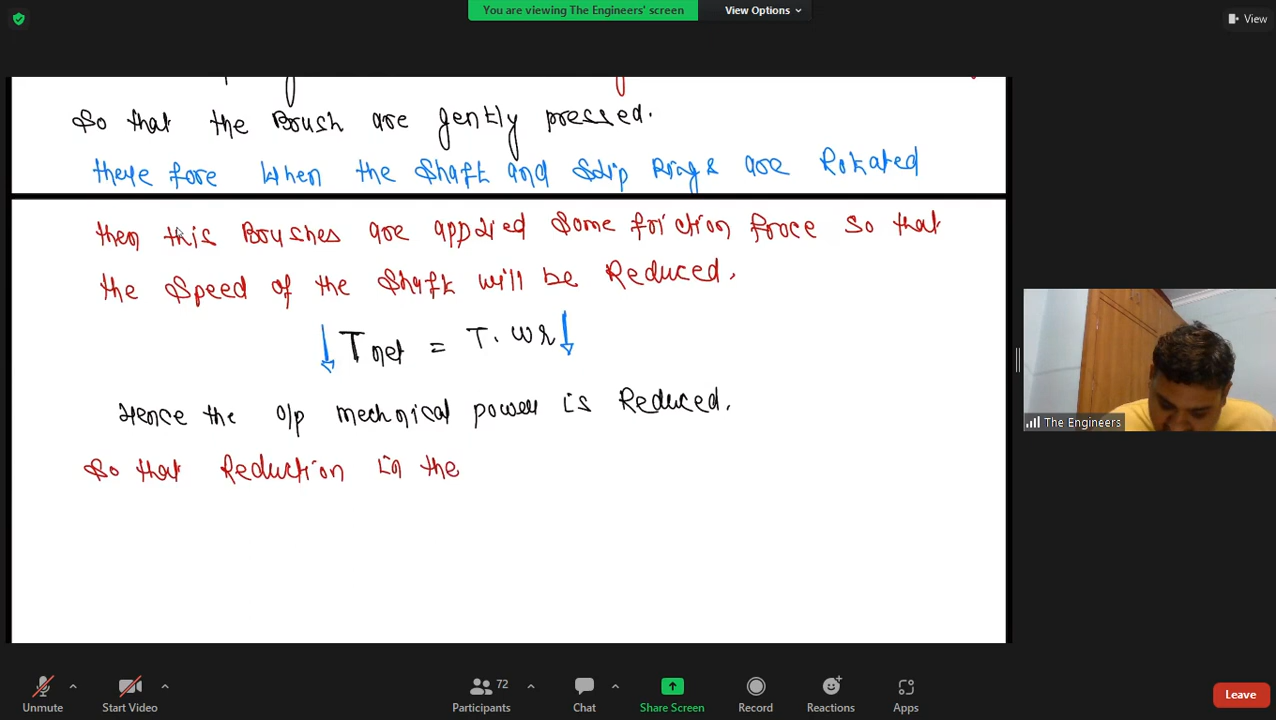 You are viewing The Engineers' screen
View Options
View
So that the Brush are gently pressed.
there fore When the Shaft and Slip Rings are Rotated
then this Brushes are applied Some friction force So that
the Speed of the Shaft will be Reduced.
↓ Tnet = T. wr ↓
Hence the o/p mechnical power is Reduced.
So that Reduction in the
The Engineers
Unmute
Start Video
72
Participants
Chat
Share Screen
Record
Reactions
Apps
Leave